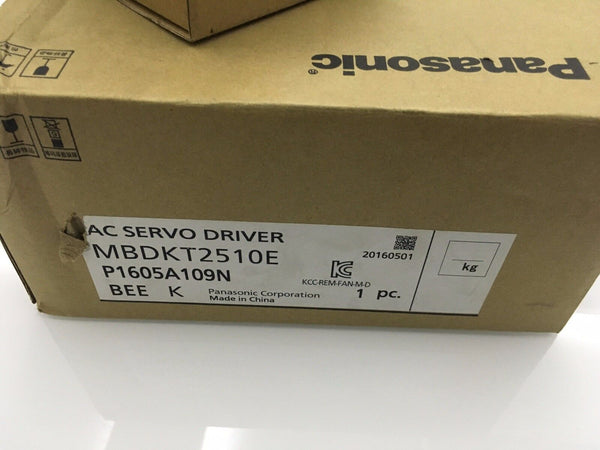 Panasonic®
AC SERVO DRIVER
MBDKT2510E
P1605A109N
BEE K
Panasonic Corporation
Made in China
KCC-REM-FAN-M-D
20160501
1 pc.
kg